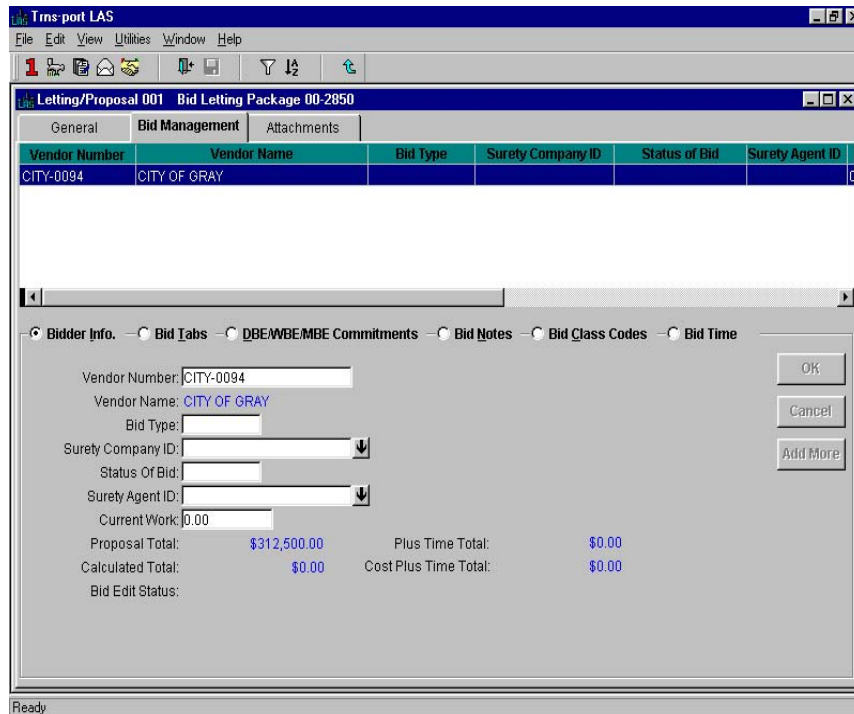 Trns·port LAS
File Edit View Utilities Window Help
Letting/Proposal 001 Bid Letting Package 00-2850
General Bid Management Attachments
Vendor Number Vendor Name Bid Type Surety Company ID Status of Bid Surety Agent ID
CITY-0094 CITY OF GRAY
Bidder Info. Bid Tabs DBE/WBE/MBE Commitments Bid Notes Bid Class Codes Bid Time
Vendor Number: CITY-0094
OK
Vendor Name: CITY OF GRAY
Cancel
Bid Type:
Surety Company ID:
Add More
Status Of Bid:
Surety Agent ID:
Current Work: 0.00
Proposal Total: $312,500.00 Plus Time Total: $0.00
Calculated Total: $0.00 Cost Plus Time Total: $0.00
Bid Edit Status:
Ready